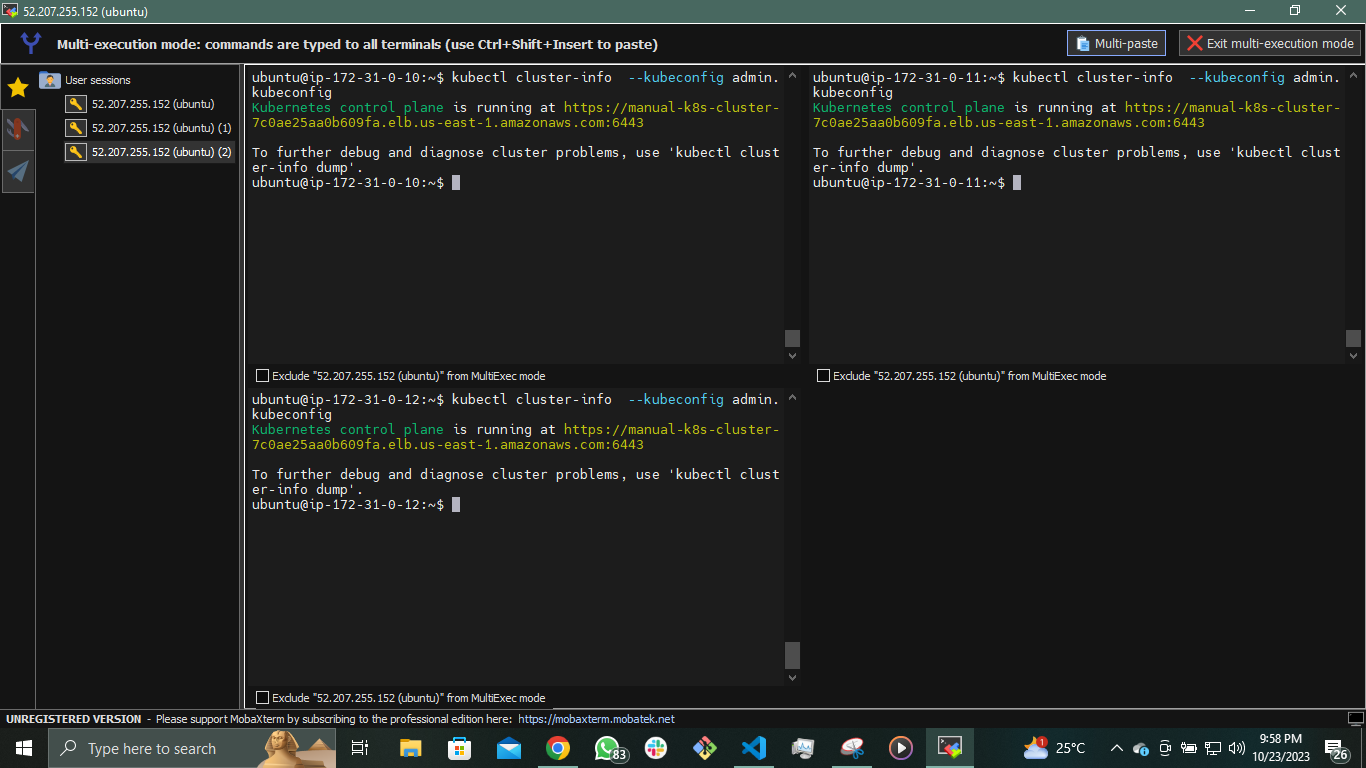 52.207.255.152 (ubuntu)
Multi-execution mode: commands are typed to all terminals (use Ctrl+Shift+Insert to paste)
Multi-paste
Exit multi-execution mode
User sessions
52.207.255.152 (ubuntu)
52.207.255.152 (ubuntu) (1)
52.207.255.152 (ubuntu) (2)
ubuntu@ip-172-31-0-10:~$ kubectl cluster-info  --kubeconfig admin.
kubeconfig
Kubernetes control plane is running at https://manual-k8s-cluster-
7c0ae25aa0b609fa.elb.us-east-1.amazonaws.com:6443
To further debug and diagnose cluster problems, use 'kubectl clust
er-info dump'.
ubuntu@ip-172-31-0-10:~$
Exclude "52.207.255.152 (ubuntu)" from MultiExec mode
ubuntu@ip-172-31-0-11:~$ kubectl cluster-info  --kubeconfig admin.
kubeconfig
Kubernetes control plane is running at https://manual-k8s-cluster-
7c0ae25aa0b609fa.elb.us-east-1.amazonaws.com:6443
To further debug and diagnose cluster problems, use 'kubectl clust
er-info dump'.
ubuntu@ip-172-31-0-11:~$
Exclude "52.207.255.152 (ubuntu)" from MultiExec mode
ubuntu@ip-172-31-0-12:~$ kubectl cluster-info  --kubeconfig admin.
kubeconfig
Kubernetes control plane is running at https://manual-k8s-cluster-
7c0ae25aa0b609fa.elb.us-east-1.amazonaws.com:6443
To further debug and diagnose cluster problems, use 'kubectl clust
er-info dump'.
ubuntu@ip-172-31-0-12:~$
Exclude "52.207.255.152 (ubuntu)" from MultiExec mode
UNREGISTERED VERSION - Please support MobaXterm by subscribing to the professional edition here: https://mobaxterm.mobatek.net
Type here to search
83
1
25°C
9:58 PM
10/23/2023
26